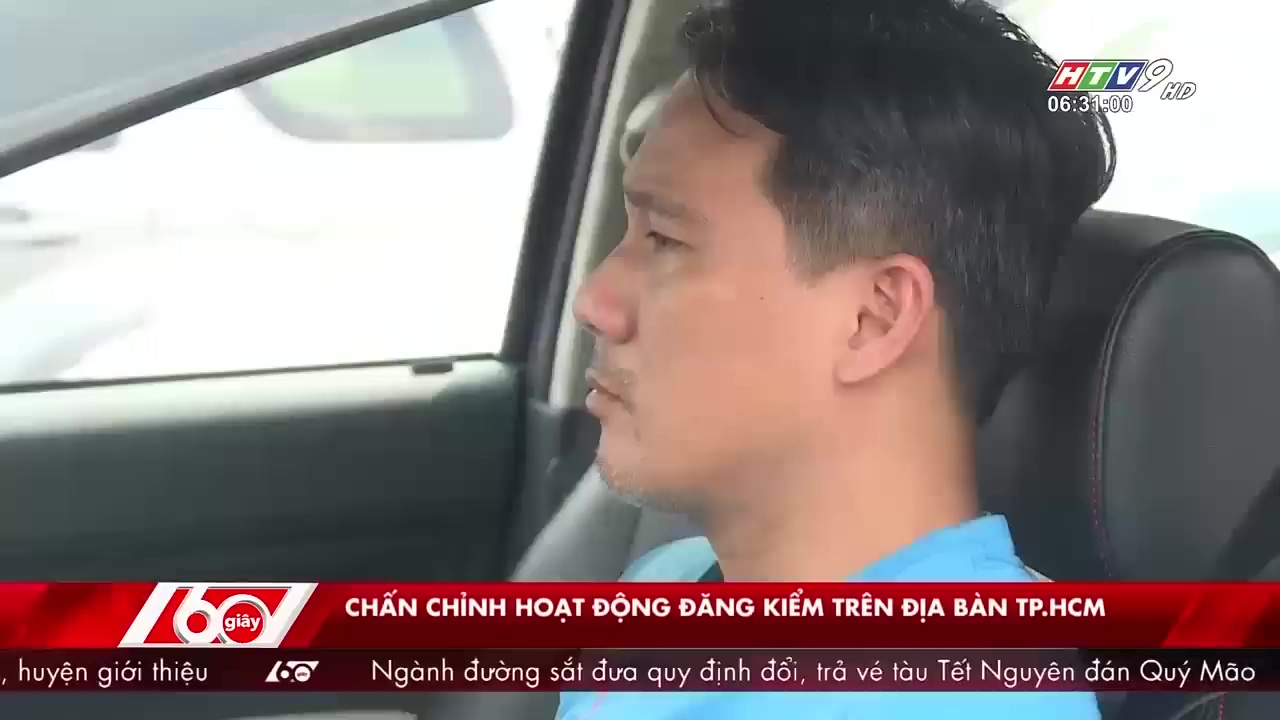 HTV9 HD
06:31:00
60 giây
CHẤN CHỈNH HOẠT ĐỘNG ĐĂNG KIỂM TRÊN ĐỊA BÀN TP.HCM
, huyện giới thiệu 60 Ngành đường sắt đưa quy định đổi, trả vé tàu Tết Nguyên đán Quý Mão